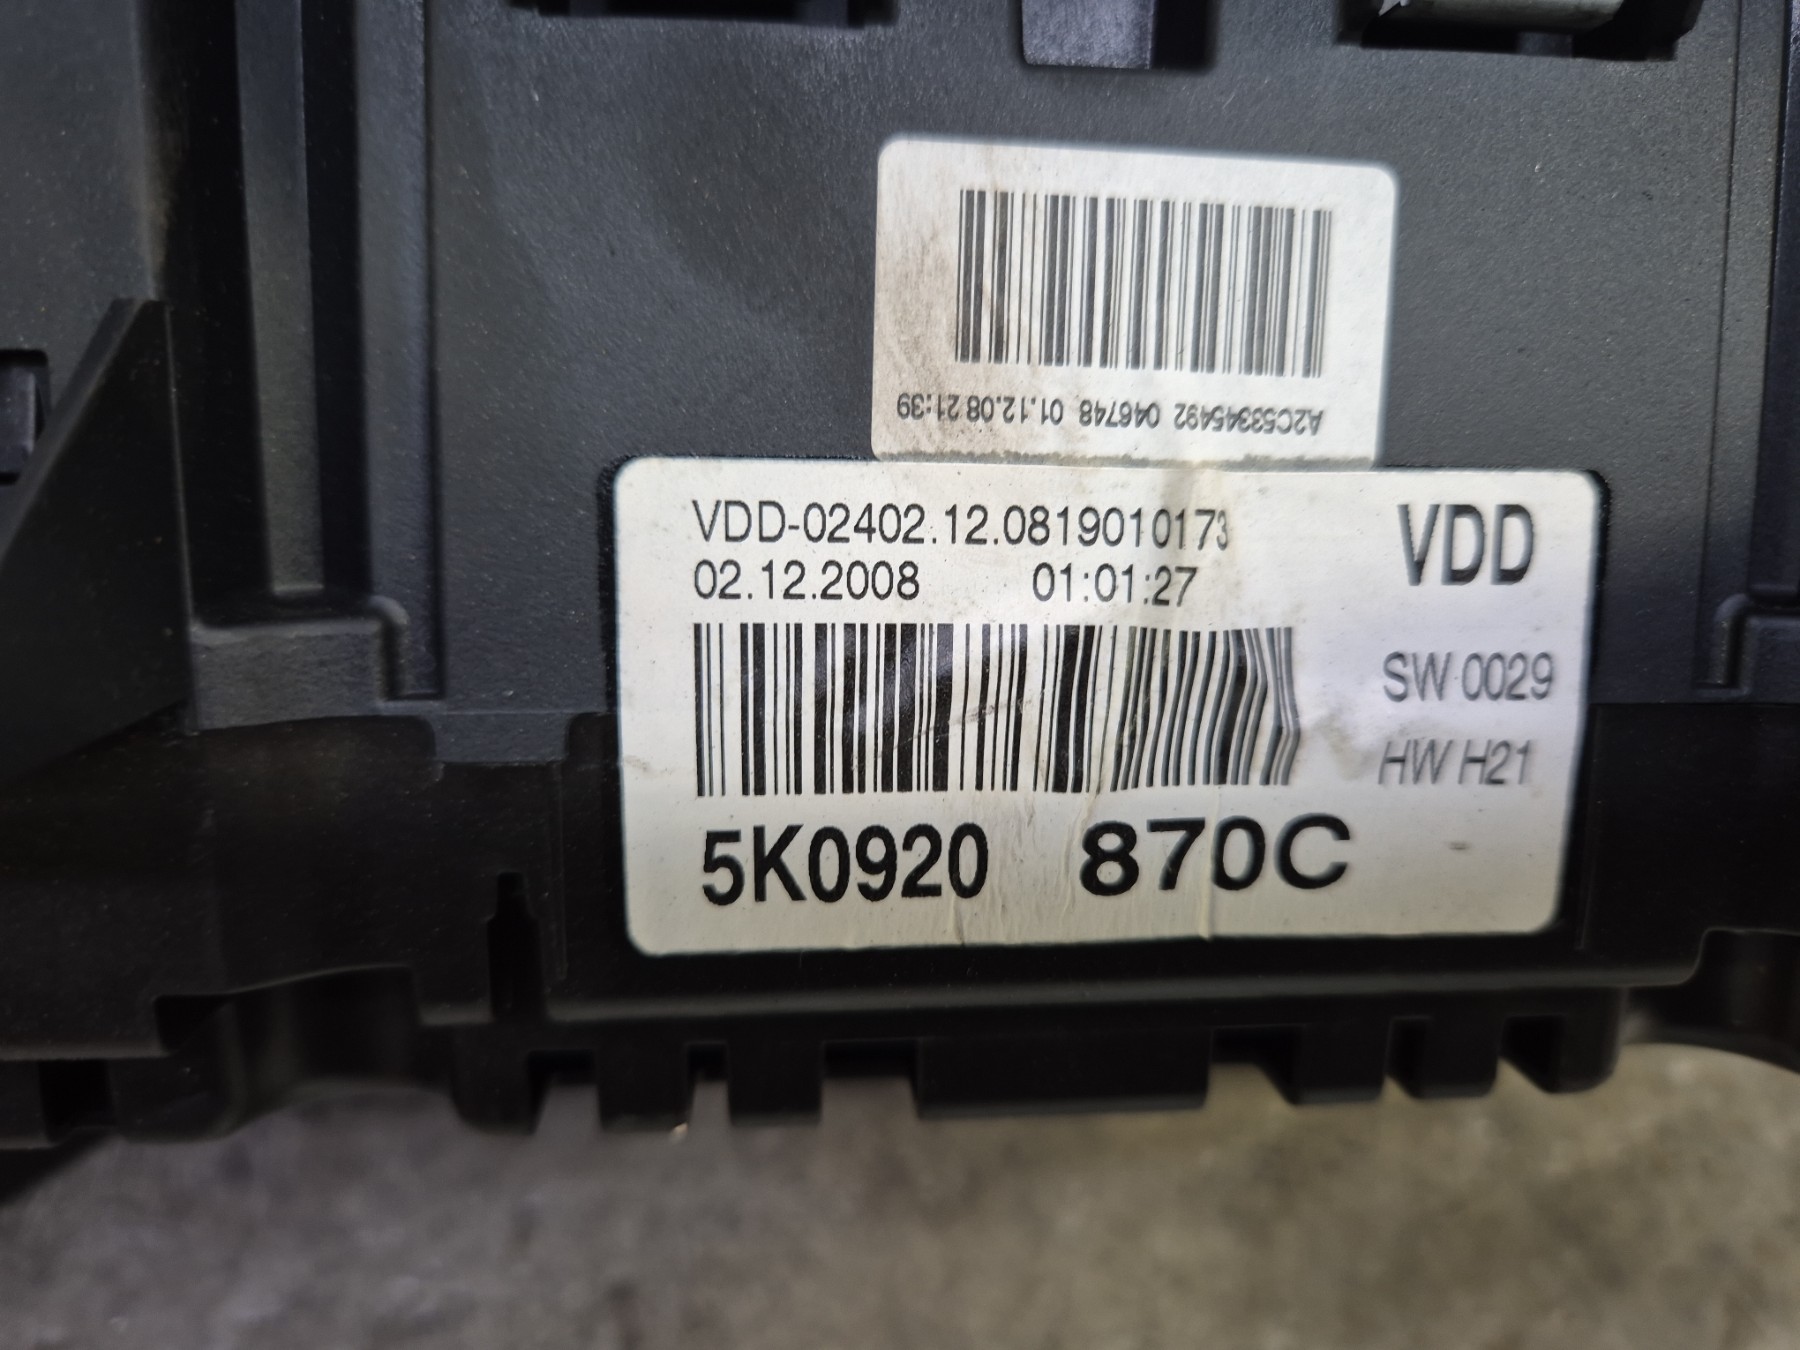 A2C53345492 046748 01.12.08 21:39
VDD-02402.12.0819010173
02.12.2008 01:01:27
VDD
SW 0029
HW H21
5K0920 870C